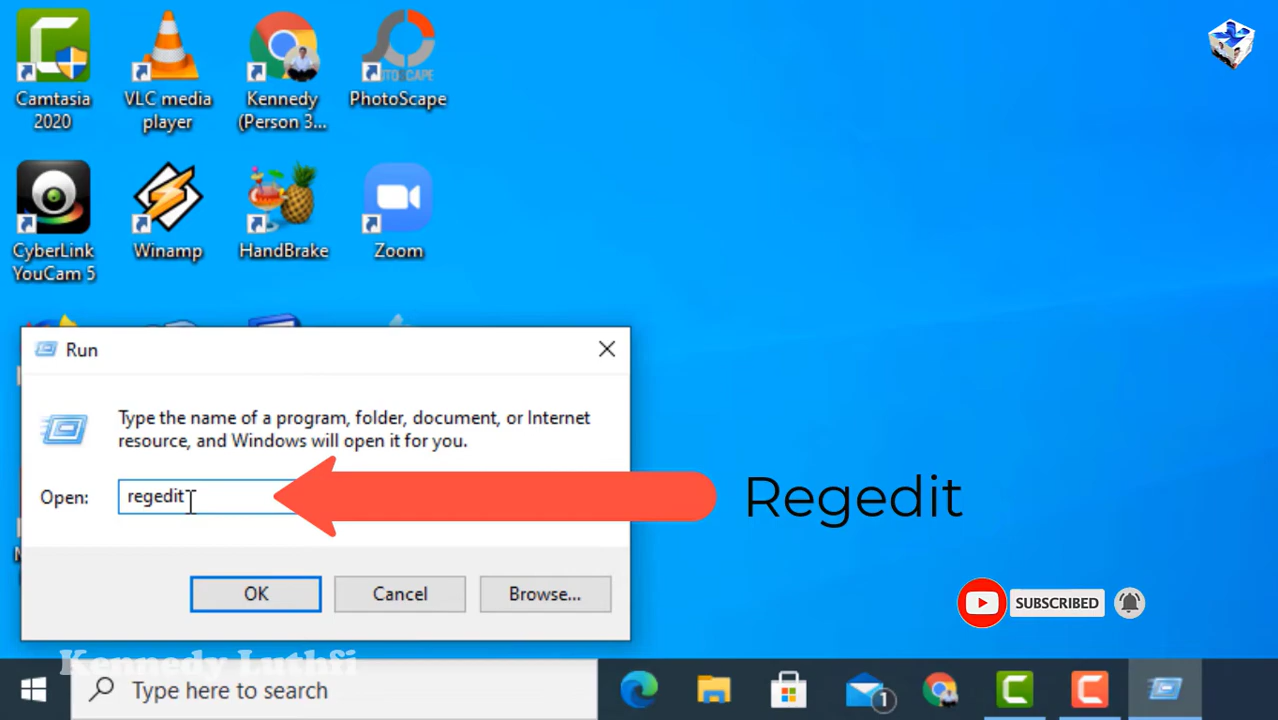 Camtasia
2020
VLC media
player
Kennedy
(Person 3...
PhotoScape
CyberLink
YouCam 5
Winamp
HandBrake
Zoom
Run
Type the name of a program, folder, document, or Internet
resource, and Windows will open it for you.
Open:
regedit
Regedit
OK
Cancel
Browse...
SUBSCRIBED
Kennedy Luthfi
Type here to search
1